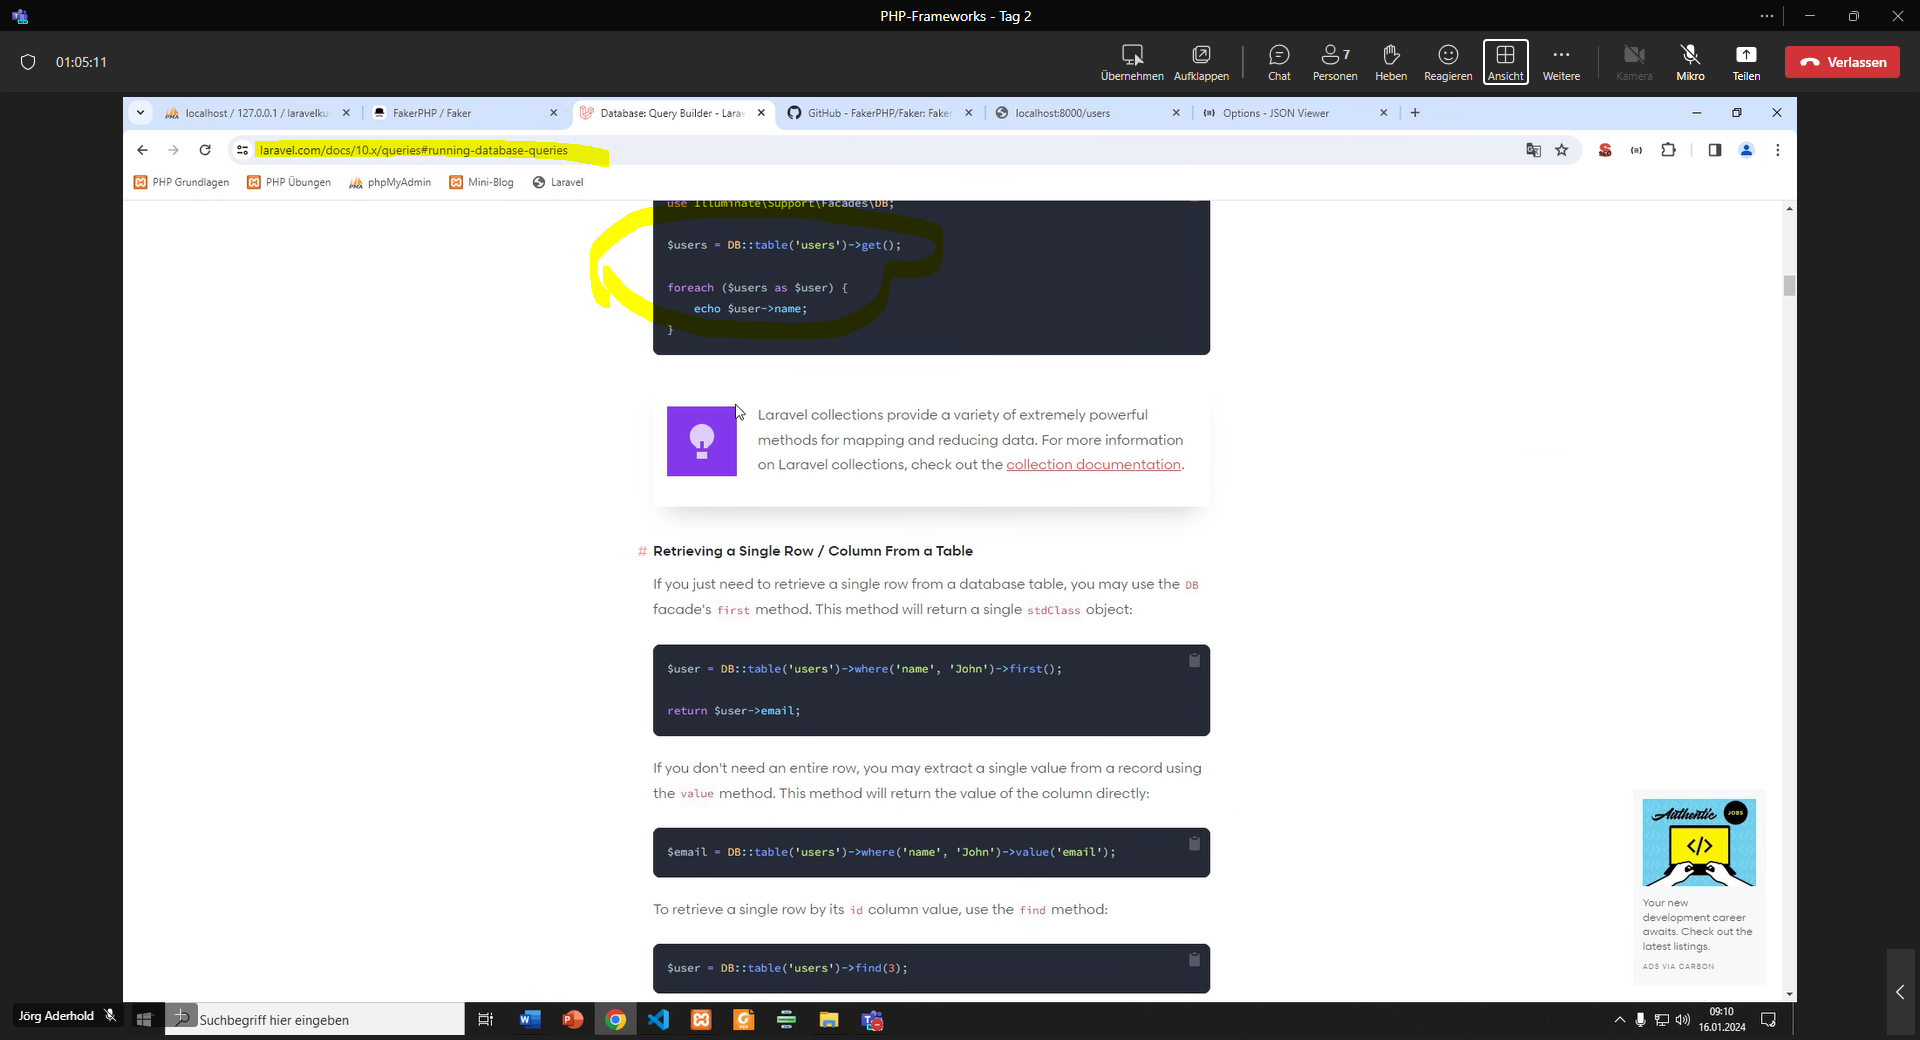 PHP-Frameworks - Tag 2
01:05:11
Übernehmen
Aufklappen
Chat
7
Personen
Heben
Reagieren
Ansicht
Weitere
Kamera
Mikro
Teilen
Verlassen
localhost / 127.0.0.1 / laravelku
FakerPHP / Faker
Database: Query Builder - Larav
GitHub - FakerPHP/Faker: Faker
localhost:8000/users
Options - JSON Viewer
laravel.com/docs/10.x/queries#running-database-queries
PHP Grundlagen
PHP Übungen
phpMyAdmin
Mini-Blog
Laravel
use Illuminate\Support\Facades\DB;
$users = DB::table('users')->get();
foreach ($users as $user) {
echo $user->name;
}
Laravel collections provide a variety of extremely powerful
methods for mapping and reducing data. For more information
on Laravel collections, check out the collection documentation.
# Retrieving a Single Row / Column From a Table
If you just need to retrieve a single row from a database table, you may use the DB
facade's first method. This method will return a single stdClass object:
$user = DB::table('users')->where('name', 'John')->first();
return $user->email;
If you don't need an entire row, you may extract a single value from a record using
the value method. This method will return the value of the column directly:
$email = DB::table('users')->where('name', 'John')->value('email');
To retrieve a single row by its id column value, use the find method:
$user = DB::table('users')->find(3);
Authentic
JOBS
</>
Your new
development career
awaits. Check out the
latest listings.
ADS VIA CARBON
Jörg Aderhold
Suchbegriff hier eingeben
09:10
16.01.2024